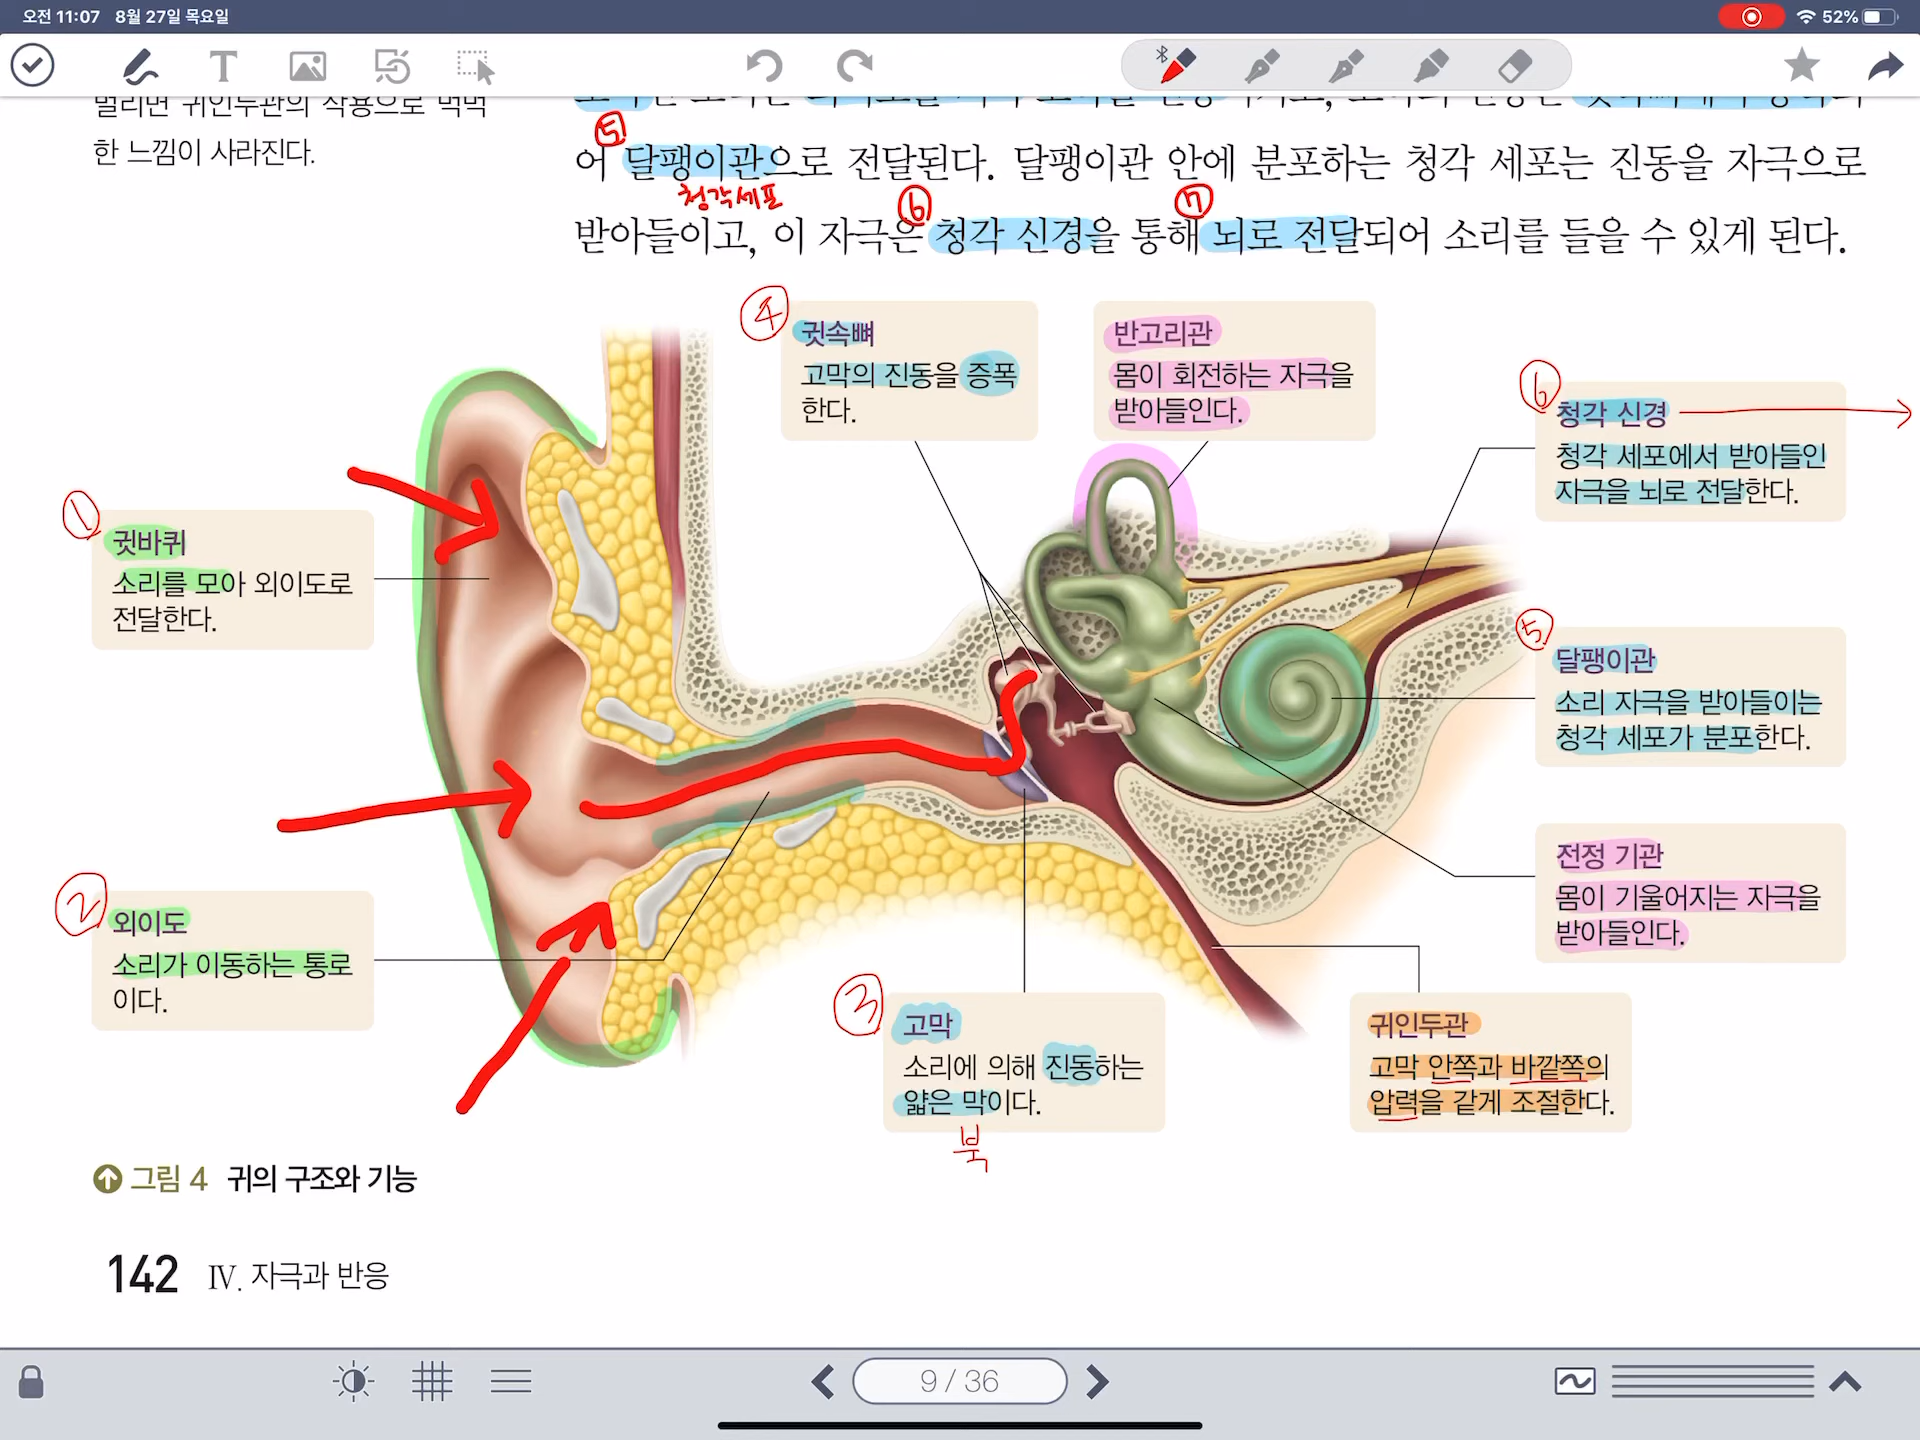 오전 11:07 8월 27일 목요일
52%
한 느낌이 사라진다.
⑤
어 달팽이관으로 전달된다. 달팽이관 안에 분포하는 청각 세포는 진동을 자극으로
청각세포 ⑥ ⑦
받아들이고, 이 자극은 청각 신경을 통해 뇌로 전달되어 소리를 들을 수 있게 된다.
④
귓속뼈
고막의 진동을 증폭
한다.
반고리관
몸이 회전하는 자극을
받아들인다.
⑥
청각 신경
청각 세포에서 받아들인
자극을 뇌로 전달한다.
①
귓바퀴
소리를 모아 외이도로
전달한다.
⑤
달팽이관
소리 자극을 받아들이는
청각 세포가 분포한다.
전정 기관
몸이 기울어지는 자극을
받아들인다.
②
외이도
소리가 이동하는 통로
이다.
③
고막
소리에 의해 진동하는
얇은 막이다.
북
귀인두관
고막 안쪽과 바깥쪽의
압력을 같게 조절한다.
그림 4 귀의 구조와 기능
142 Ⅳ. 자극과 반응
9 / 36